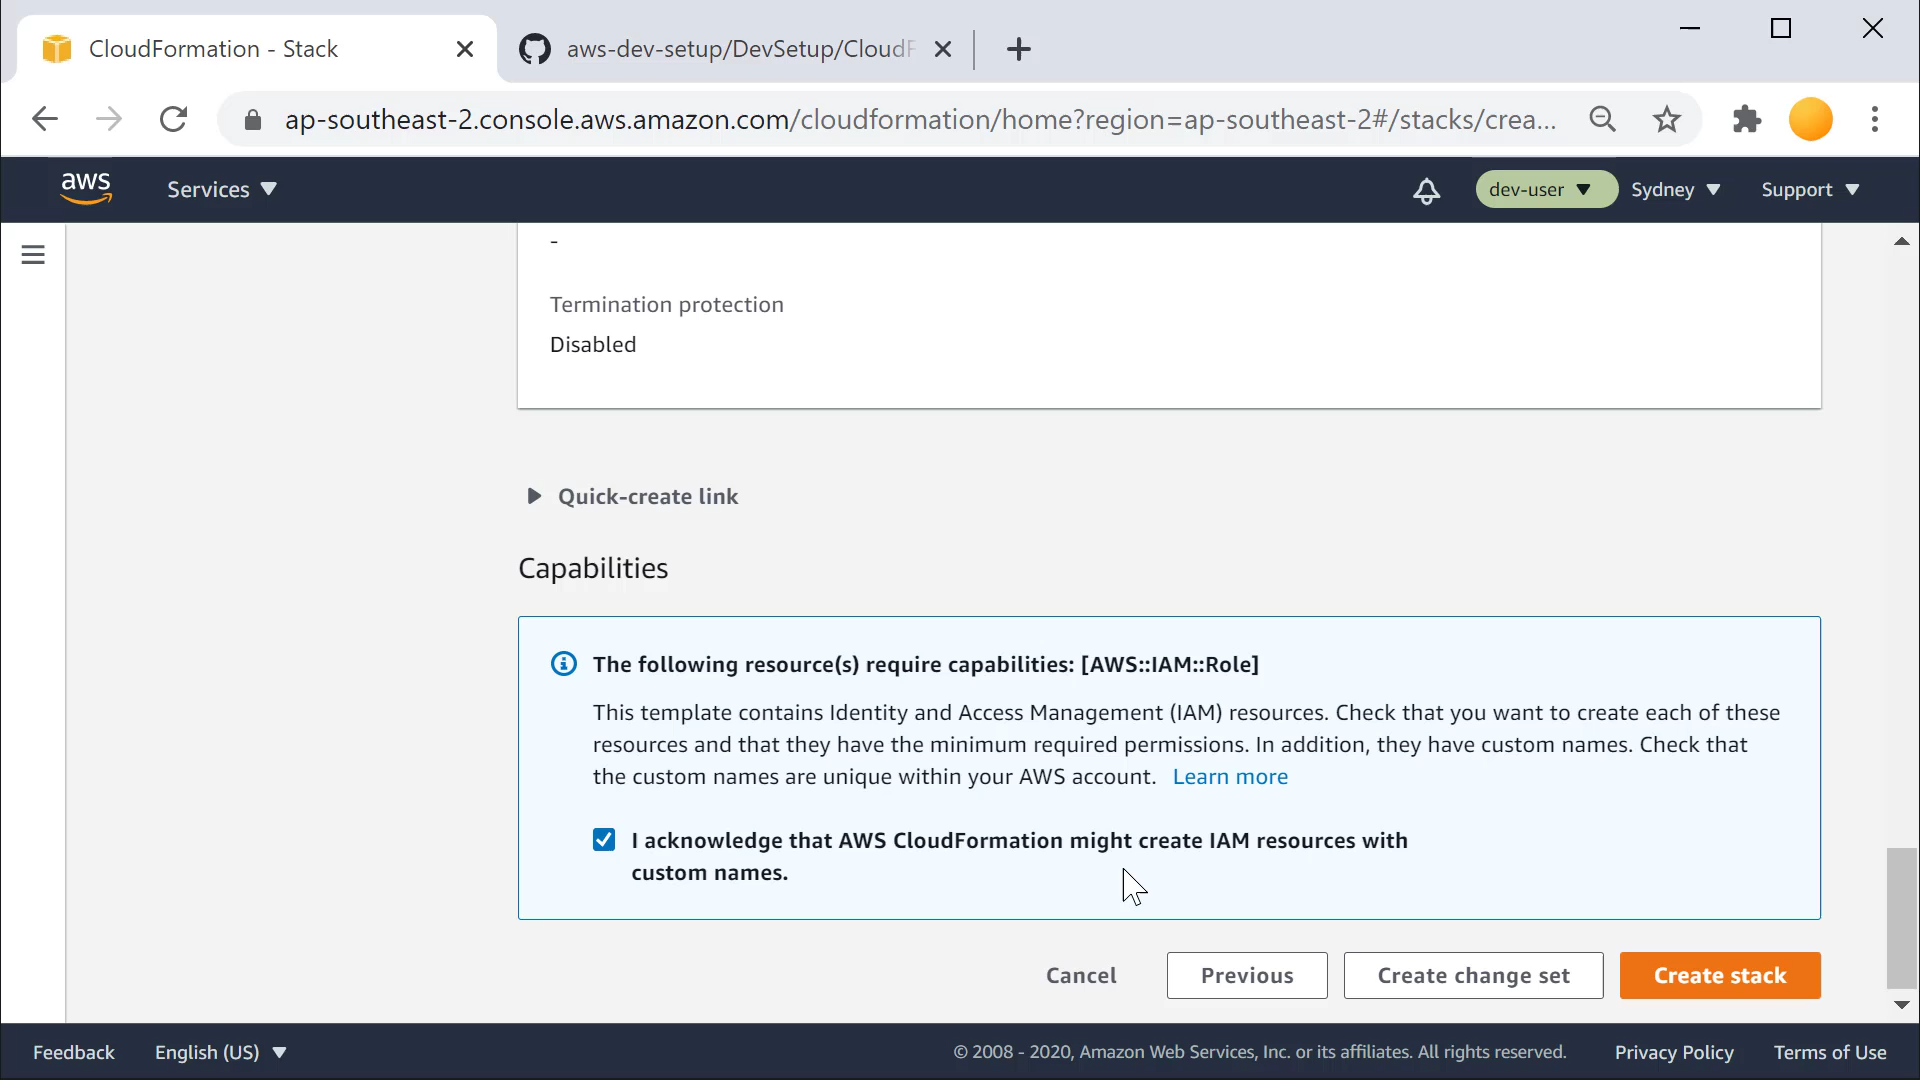 CloudFormation - Stack
aws-dev-setup/DevSetup/CloudF
ap-southeast-2.console.aws.amazon.com/cloudformation/home?region=ap-southeast-2#/stacks/crea...
aws
Services
dev-user
Sydney
Support
-
Termination protection
Disabled
Quick-create link
Capabilities
The following resource(s) require capabilities: [AWS::IAM::Role]
This template contains Identity and Access Management (IAM) resources. Check that you want to create each of these
resources and that they have the minimum required permissions. In addition, they have custom names. Check that
the custom names are unique within your AWS account. Learn more
I acknowledge that AWS CloudFormation might create IAM resources with
custom names.
Cancel
Previous
Create change set
Create stack
Feedback
English (US)
© 2008 - 2020, Amazon Web Services, Inc. or its affiliates. All rights reserved.
Privacy Policy
Terms of Use